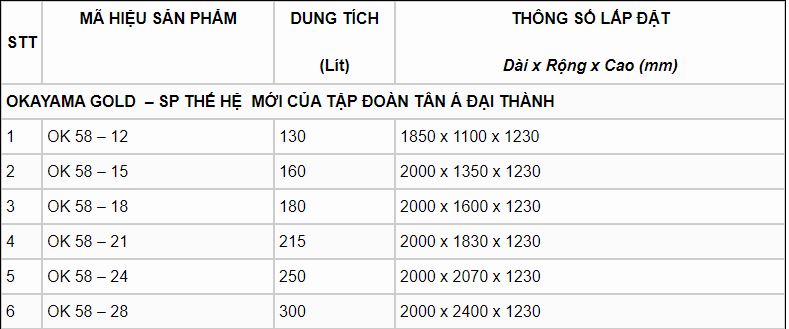 STT MÃ HIỆU SẢN PHẨM DUNG TÍCH (Lít) THÔNG SỐ LẮP ĐẶT Dài x Rộng x Cao (mm)
OKAYAMA GOLD – SP THẾ HỆ MỚI CỦA TẬP ĐOÀN TÂN Á ĐẠI THÀNH
1 OK 58 – 12 130 1850 x 1100 x 1230
2 OK 58 – 15 160 2000 x 1350 x 1230
3 OK 58 – 18 180 2000 x 1600 x 1230
4 OK 58 – 21 215 2000 x 1830 x 1230
5 OK 58 – 24 250 2000 x 2070 x 1230
6 OK 58 – 28 300 2000 x 2400 x 1230